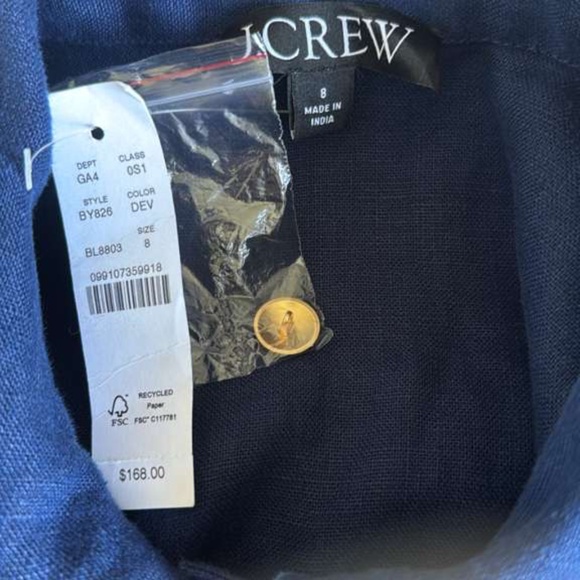 J.CREW
8
MADE IN
INDIA
DEPT CLASS
GA4 0S1
STYLE COLOR
BY826 DEV
SIZE
BL8803 8
099107359918
RECYCLED
Paper
FSC FSC® C117781
$168.00